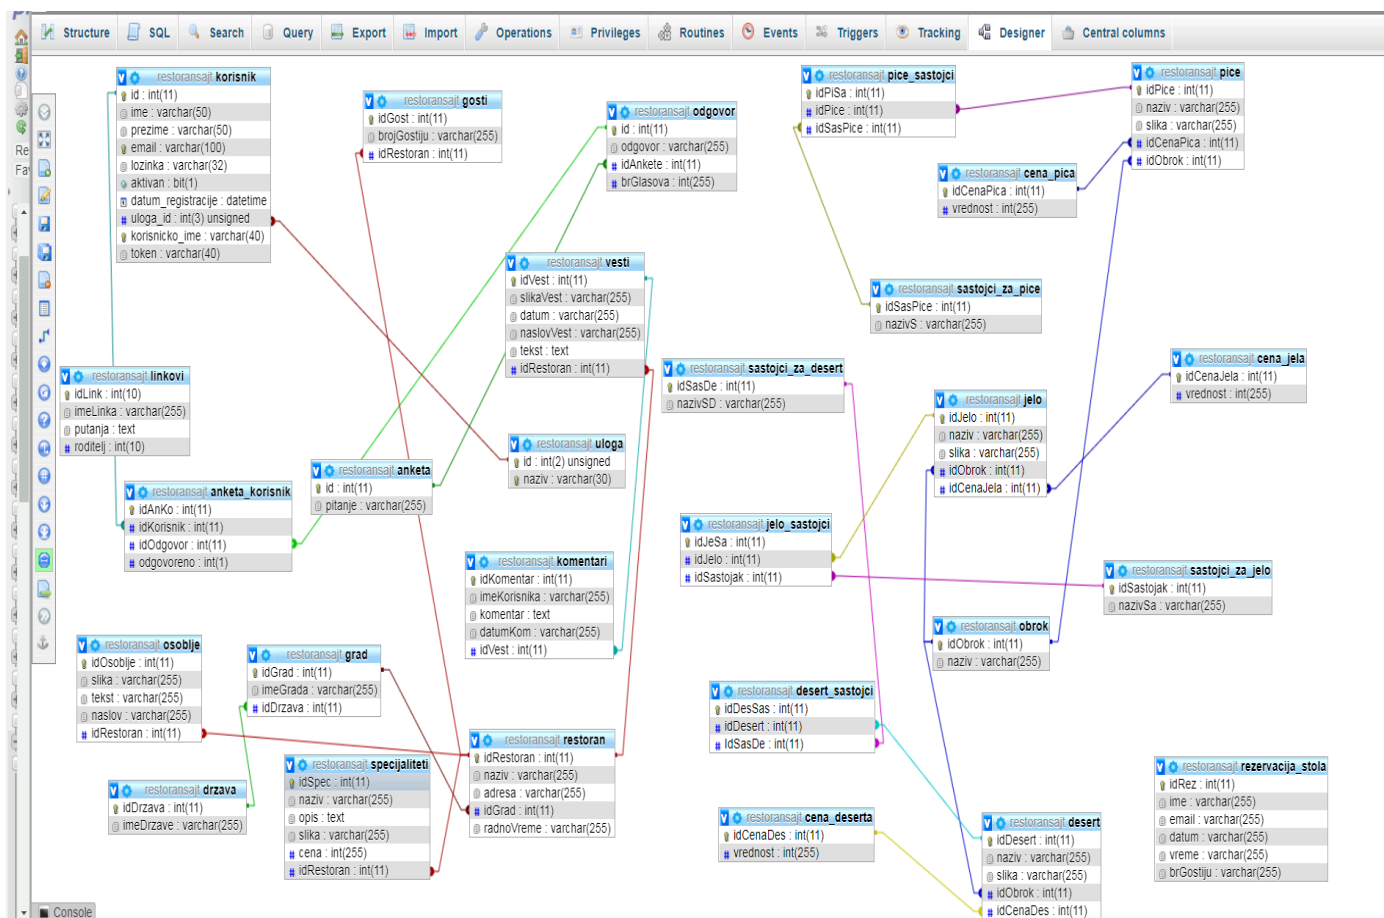 Structure SQL Search Query Export Import Operations Privileges Routines Events Triggers Tracking Designer Central columns
Re
Fav
restoransajt korisnik
id : int(11)
ime : varchar(50)
prezime : varchar(50)
email : varchar(100)
lozinka : varchar(32)
aktivan : bit(1)
datum_registracije : datetime
uloga_id : int(3) unsigned
korisnicko_ime : varchar(40)
token : varchar(40)
restoransajt gosti
idGost : int(11)
brojGostiju : varchar(255)
idRestoran : int(11)
restoransajt odgovor
id : int(11)
odgovor : varchar(255)
idAnkete : int(11)
brGlasova : int(255)
restoransajt pice_sastojci
idPiSa : int(11)
idPice : int(11)
idSasPice : int(11)
restoransajt pice
idPice : int(11)
naziv : varchar(255)
slika : varchar(255)
idCenaPica : int(11)
idObrok : int(11)
restoransajt cena_pica
idCenaPica : int(11)
vrednost : int(255)
restoransajt vesti
idVest : int(11)
slikaVest : varchar(255)
datum : varchar(255)
naslovVest : varchar(255)
tekst : text
idRestoran : int(11)
restoransajt sastojci_za_pice
idSasPice : int(11)
nazivS : varchar(255)
restoransajt linkovi
idLink : int(10)
imeLinka : varchar(255)
putanja : text
roditelj : int(10)
restoransajt sastojci_za_desert
idSasDe : int(11)
nazivSD : varchar(255)
restoransajt cena_jela
idCenaJela : int(11)
vrednost : int(255)
restoransajt jelo
idJelo : int(11)
naziv : varchar(255)
slika : varchar(255)
idObrok : int(11)
idCenaJela : int(11)
restoransajt uloga
id : int(2) unsigned
naziv : varchar(30)
restoransajt anketa
id : int(11)
pitanje : varchar(255)
restoransajt anketa_korisnik
idAnKo : int(11)
idKorisnik : int(11)
idOdgovor : int(11)
odgovoreno : int(1)
restoransajt jelo_sastojci
idJeSa : int(11)
idJelo : int(11)
idSastojak : int(11)
restoransajt komentari
idKomentar : int(11)
imeKorisnika : varchar(255)
komentar : text
datumKom : varchar(255)
idVest : int(11)
restoransajt sastojci_za_jelo
idSastojak : int(11)
nazivSa : varchar(255)
restoransajt obrok
idObrok : int(11)
naziv : varchar(255)
restoransajt osoblje
idOsoblje : int(11)
slika : varchar(255)
tekst : varchar(255)
naslov : varchar(255)
idRestoran : int(11)
restoransajt grad
idGrad : int(11)
imeGrada : varchar(255)
idDrzava : int(11)
restoransajt desert_sastojci
idDesSas : int(11)
idDesert : int(11)
IdSasDe : int(11)
restoransajt restoran
idRestoran : int(11)
naziv : varchar(255)
adresa : varchar(255)
idGrad : int(11)
radnoVreme : varchar(255)
restoransajt specijaliteti
idSpec : int(11)
naziv : varchar(255)
opis : text
slika : varchar(255)
cena : int(255)
idRestoran : int(11)
restoransajt drzava
idDrzava : int(11)
imeDrzave : varchar(255)
restoransajt rezervacija_stola
idRez : int(11)
ime : varchar(255)
email : varchar(255)
datum : varchar(255)
vreme : varchar(255)
brGostiju : varchar(255)
restoransajt cena_deserta
idCenaDes : int(11)
vrednost : int(255)
restoransajt desert
idDesert : int(11)
naziv : varchar(255)
slika : varchar(255)
idObrok : int(11)
idCenaDes : int(11)
Console